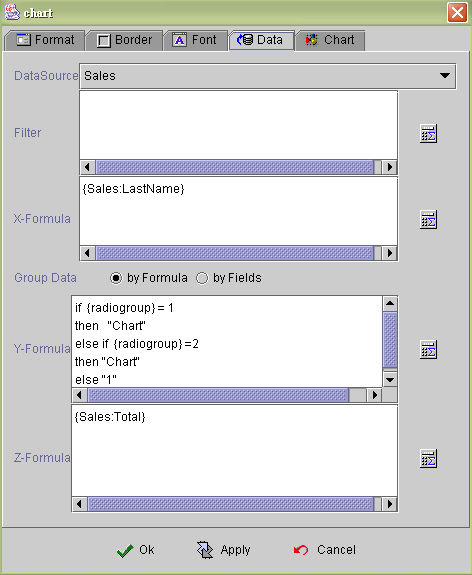 chart
Format
Border
Font
Data
Chart
DataSource
Sales
Filter
X-Formula
{Sales:LastName}
Group Data
by Formula
by Fields
Y-Formula
if {radiogroup}= 1
then "Chart"
else if {radiogroup}=2
then "Chart"
else "1"
Z-Formula
{Sales:Total}
Ok
Apply
Cancel